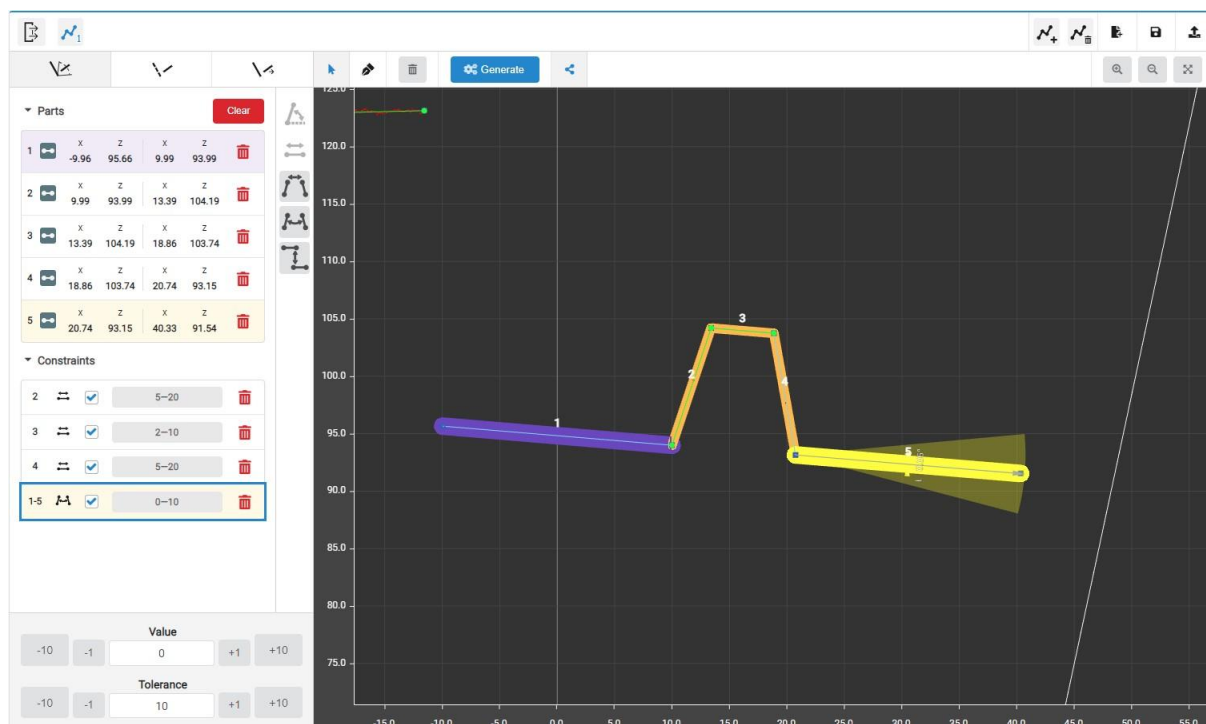 1
Generate
Parts
Clear
1 X Z X Z
-9.96 95.66 9.99 93.99
2 X Z X Z
9.99 93.99 13.39 104.19
3 X Z X Z
13.39 104.19 18.86 103.74
4 X Z X Z
18.86 103.74 20.74 93.15
5 X Z X Z
20.74 93.15 40.33 91.54
Constraints
2 5–20
3 2–10
4 5–20
1-5 0–10
Value
-10 -1 0 +1 +10
Tolerance
-10 -1 10 +1 +10
125.0
120.0
115.0
110.0
105.0
100.0
95.0
90.0
85.0
80.0
75.0
1
2
3
4
5
-15.0 -10.0 -5.0 0.0 5.0 10.0 15.0 20.0 25.0 30.0 35.0 40.0 45.0 50.0 55.0